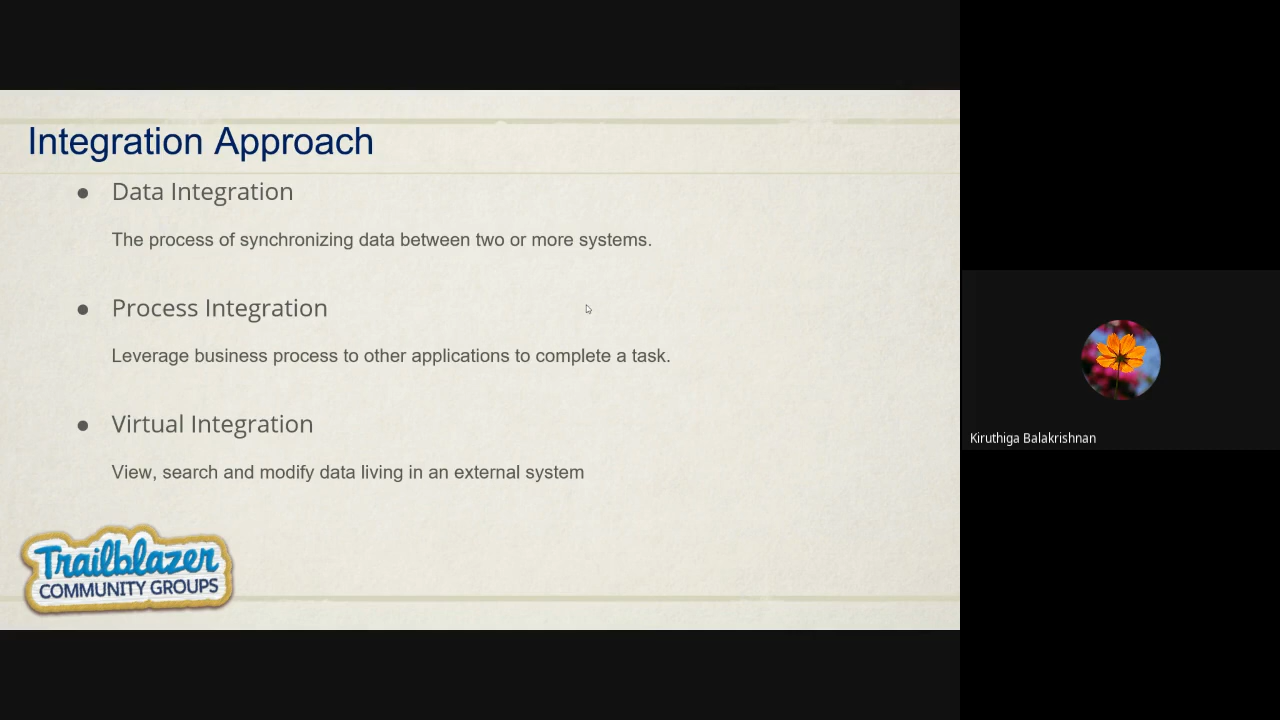 Integration Approach
● Data Integration
The process of synchronizing data between two or more systems.
● Process Integration
Leverage business process to other applications to complete a task.
● Virtual Integration
View, search and modify data living in an external system
Trailblazer
COMMUNITY GROUPS
Kiruthiga Balakrishnan